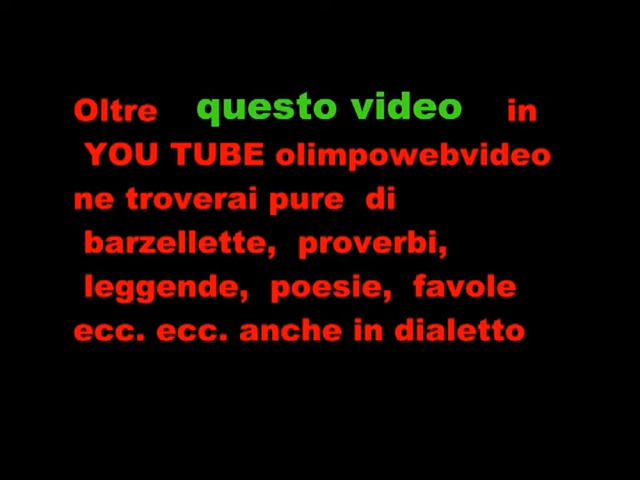 Oltre questo video in
YOU TUBE olimpowebvideo
ne troverai pure di
barzellette, proverbi,
leggende, poesie, favole
ecc. ecc. anche in dialetto